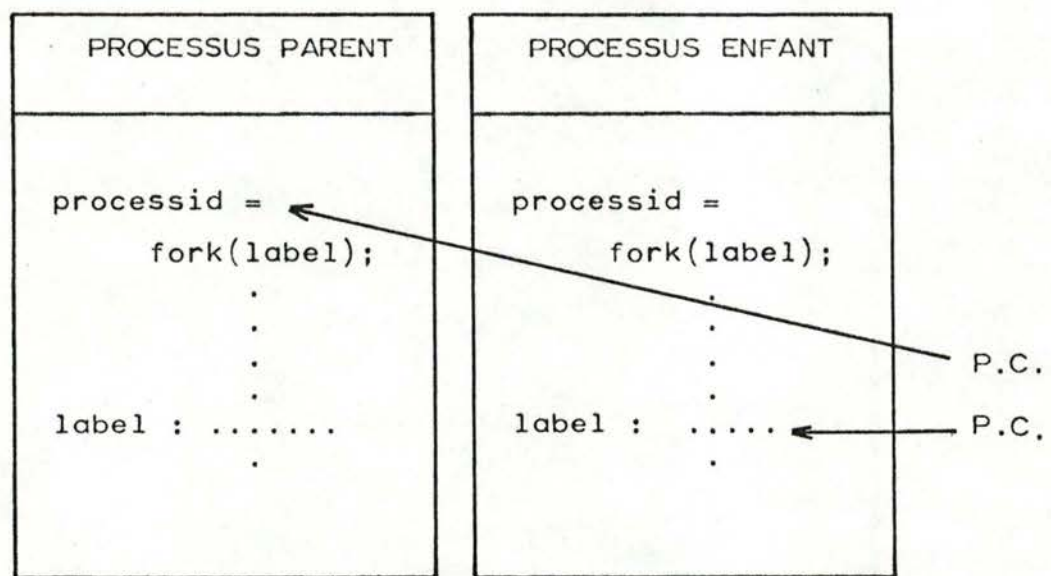 PROCESSUS PARENT
processid =
fork(label);
.
.
.
.
label : .......
.
PROCESSUS ENFANT
processid =
fork(label);
.
.
.
.
label : .....
.
P.C.
P.C.